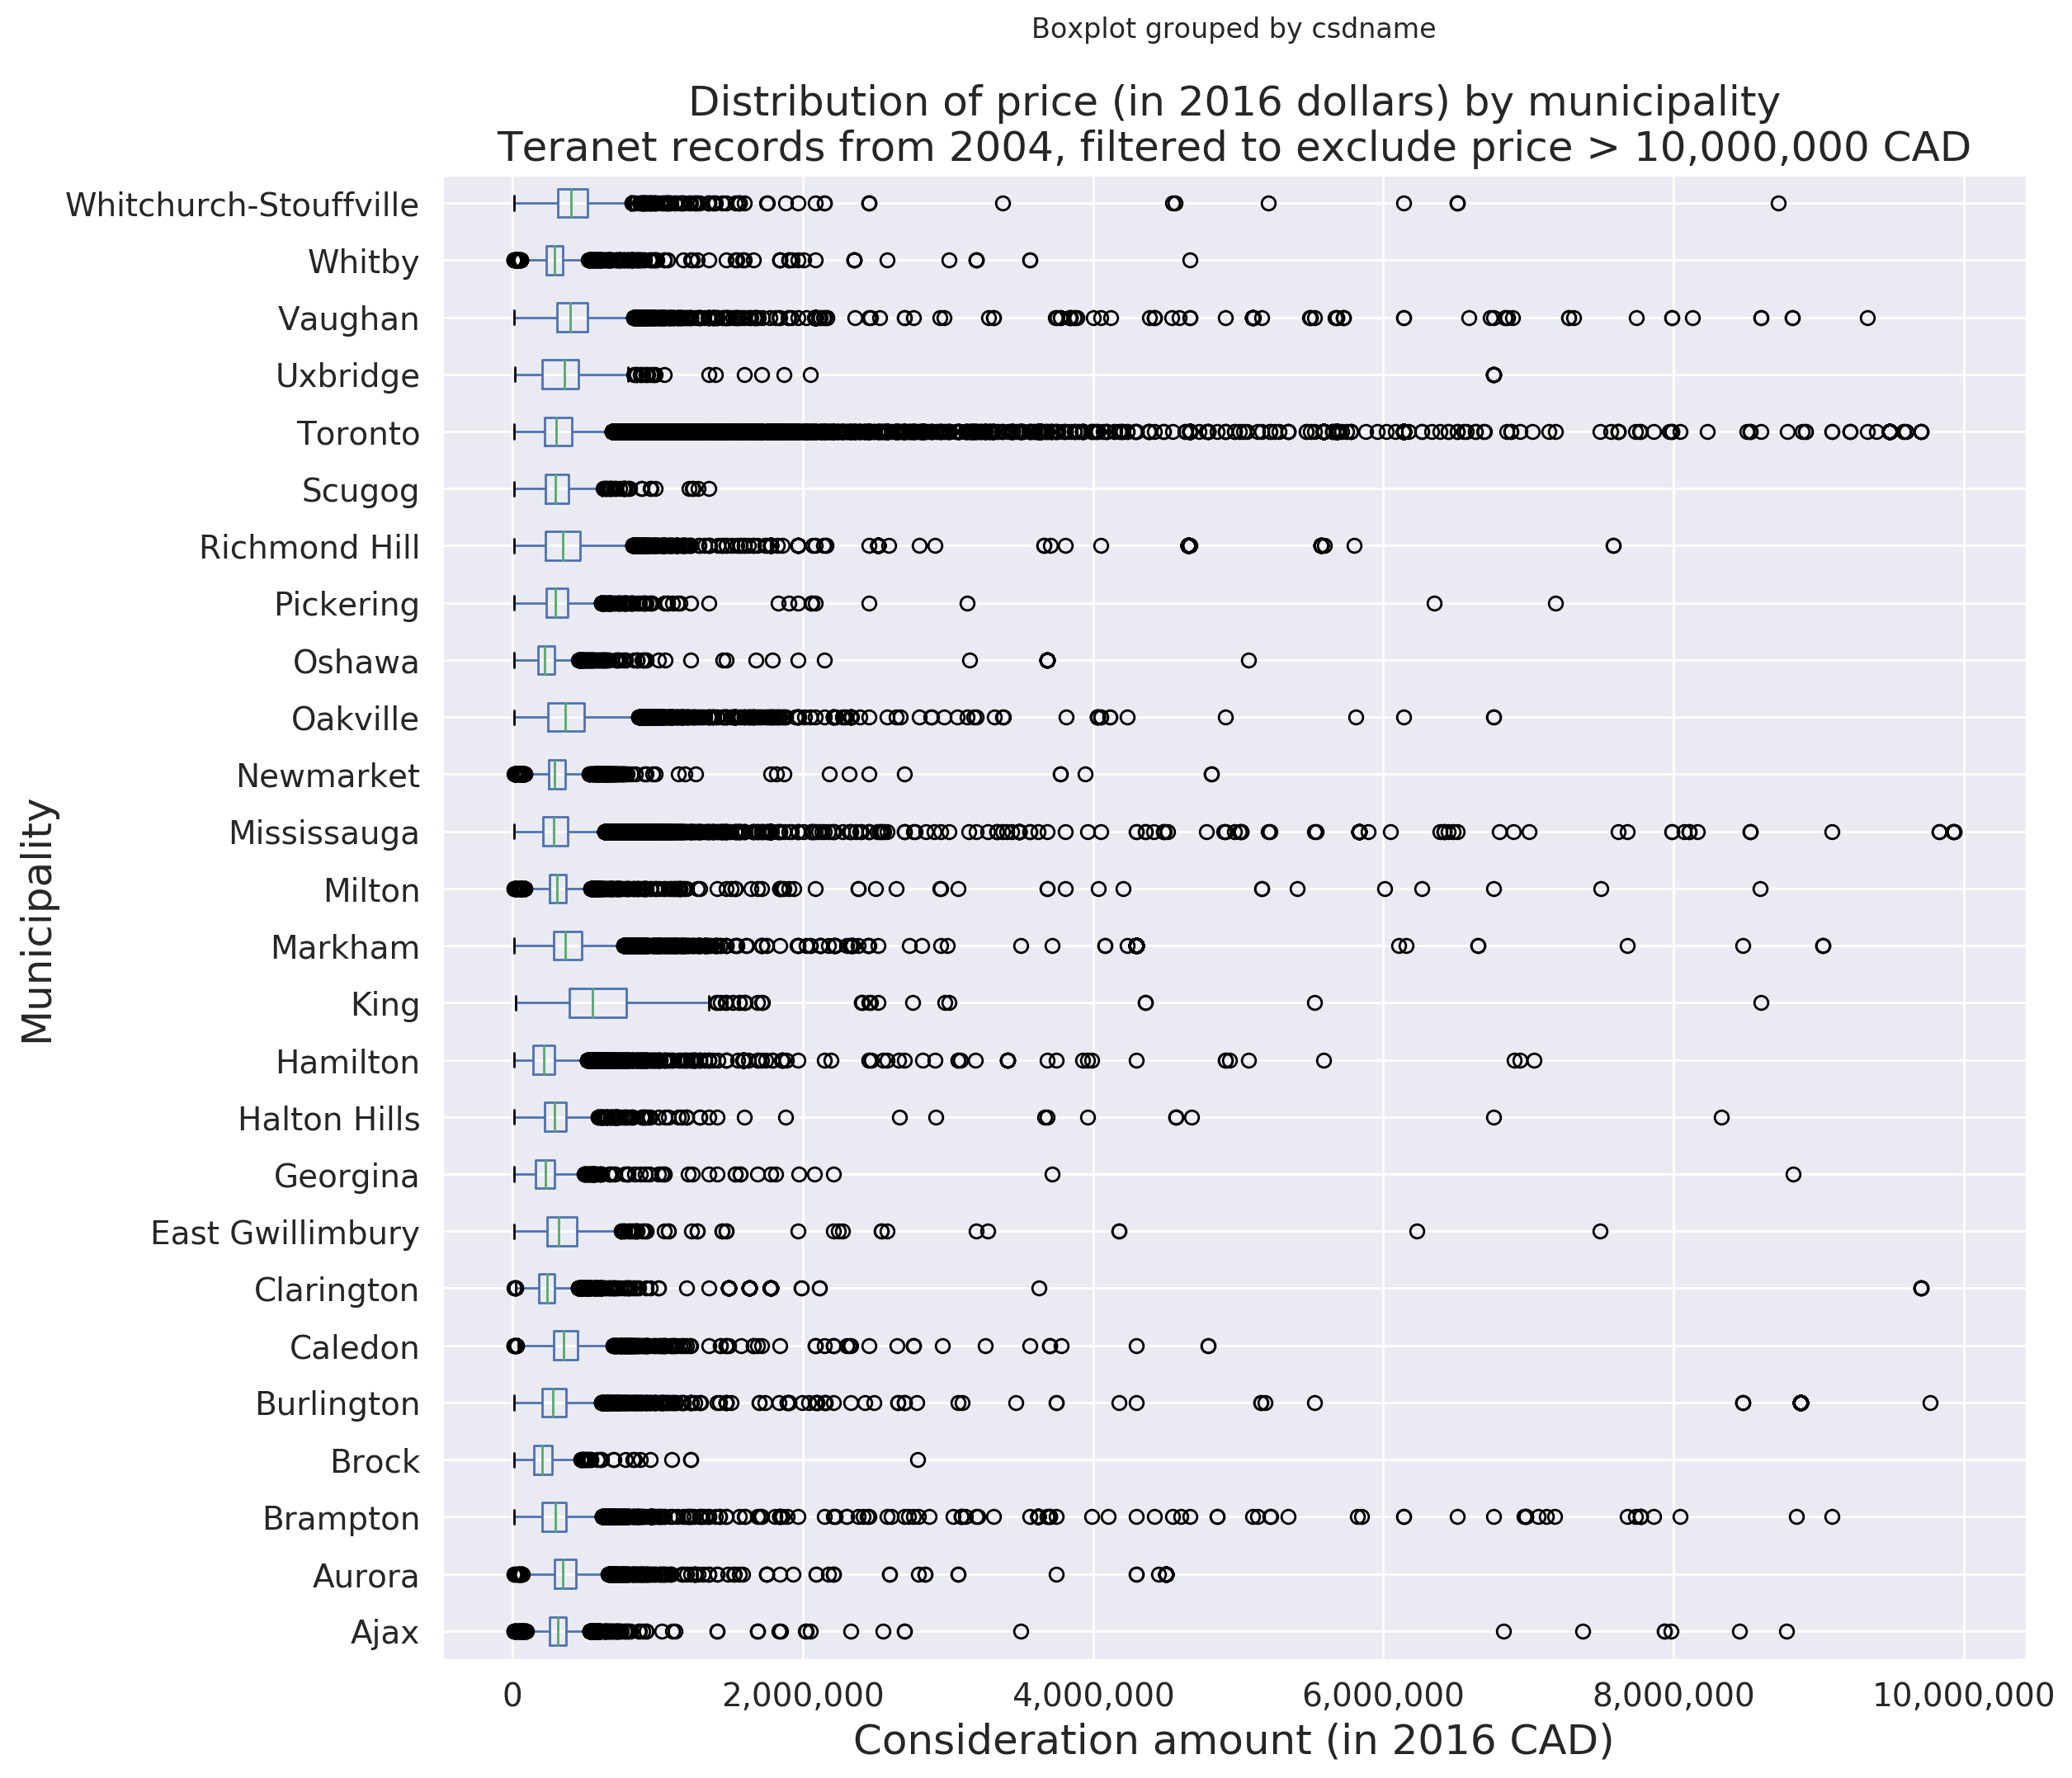 Boxplot grouped by csdname
Distribution of price (in 2016 dollars) by municipality
Teranet records from 2004, filtered to exclude price > 10,000,000 CAD
Municipality
Whitchurch-Stouffville
Whitby
Vaughan
Uxbridge
Toronto
Scugog
Richmond Hill
Pickering
Oshawa
Oakville
Newmarket
Mississauga
Milton
Markham
King
Hamilton
Halton Hills
Georgina
East Gwillimbury
Clarington
Caledon
Burlington
Brock
Brampton
Aurora
Ajax
0 2,000,000 4,000,000 6,000,000 8,000,000 10,000,000
Consideration amount (in 2016 CAD)